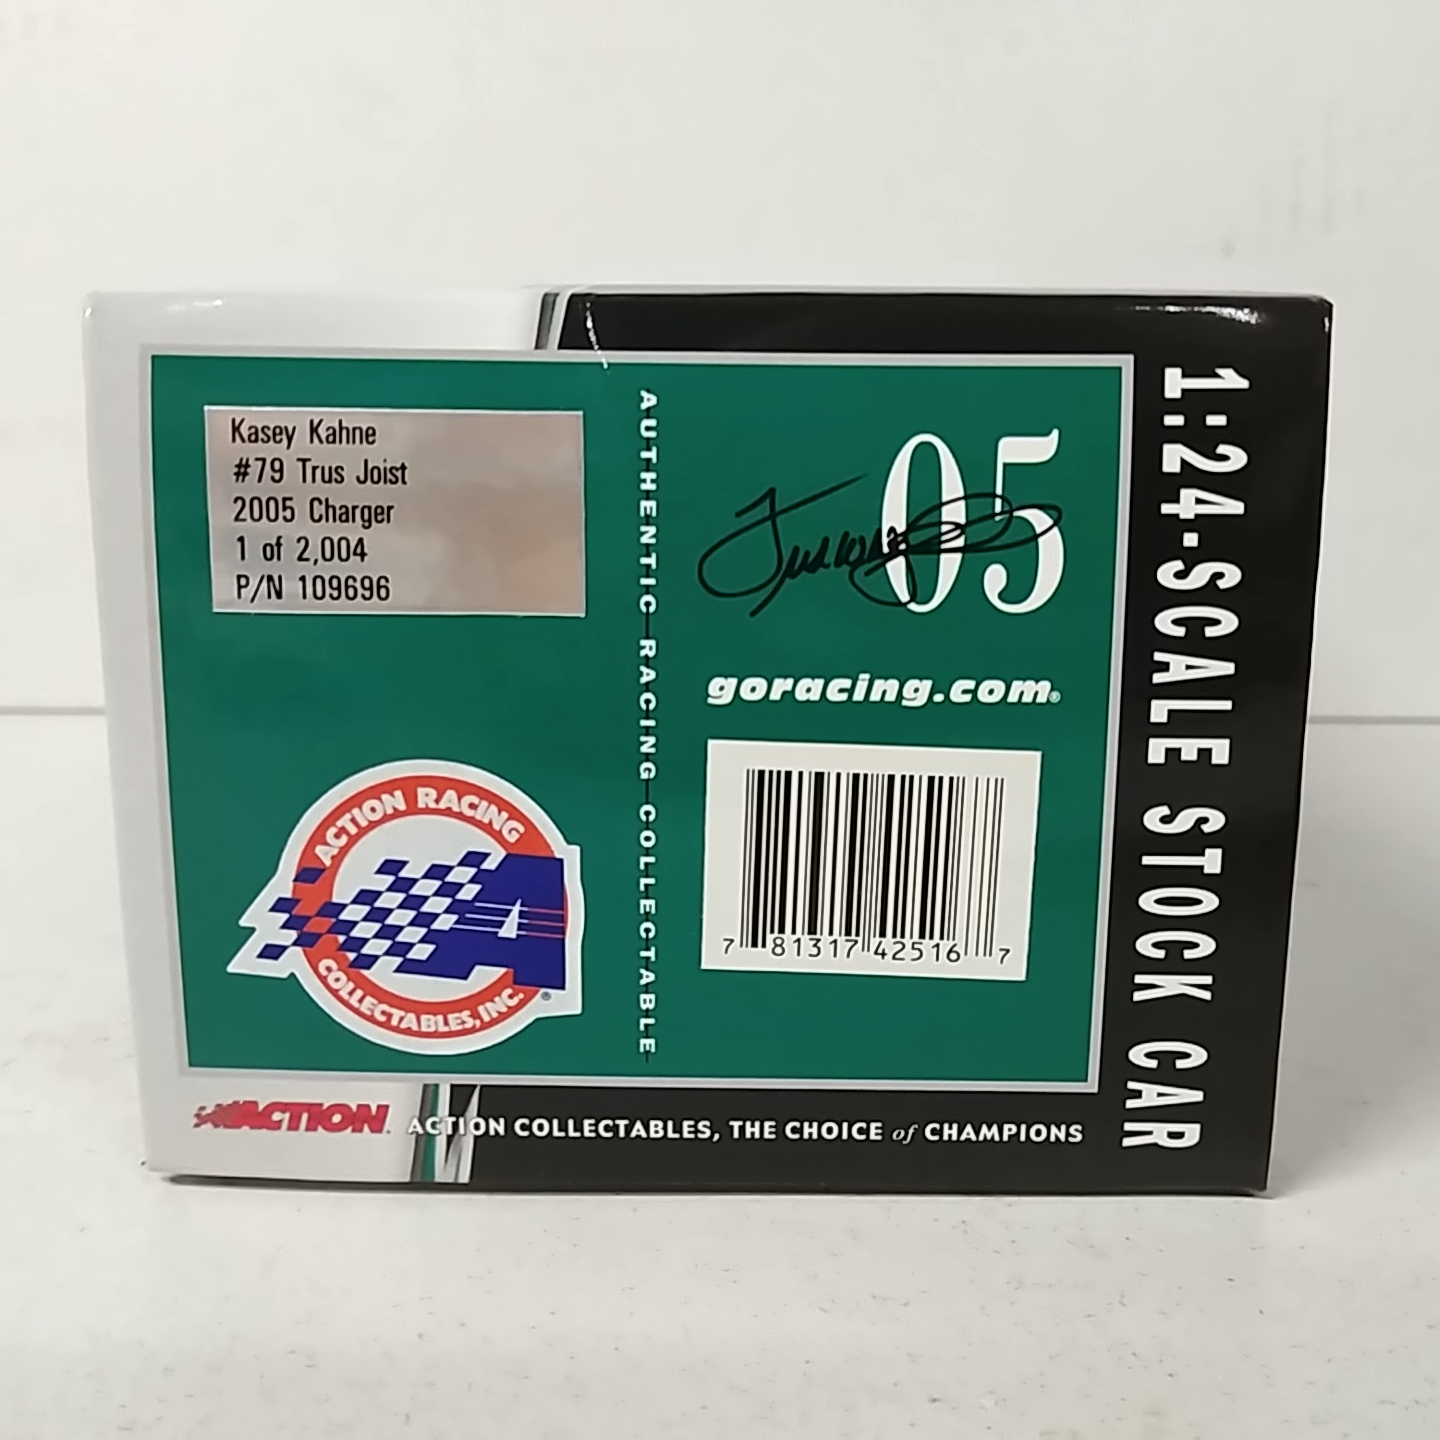 Kasey Kahne
#79 Trus Joist
2005 Charger
1 of 2,004
P/N 109696
ACTION RACING
COLLECTABLES, INC.®
AUTHENTIC RACING COLLECTABLE
05
goracing.com®
7 81317 42516 7
1:24-SCALE STOCK CAR
ACTION
ACTION COLLECTABLES, THE CHOICE of CHAMPIONS